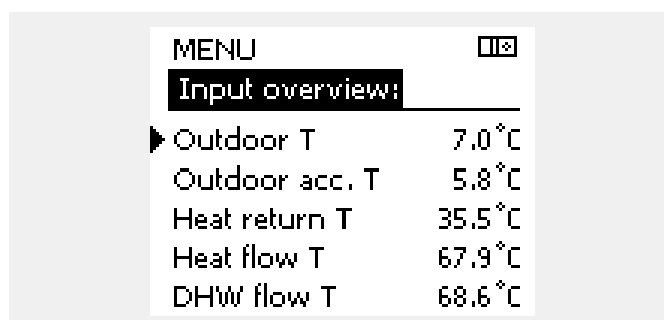 MENU
Input overview:
Outdoor T 7.0°C
Outdoor acc. T 5.8°C
Heat return T 35.5°C
Heat flow T 67.9°C
DHW flow T 68.6°C